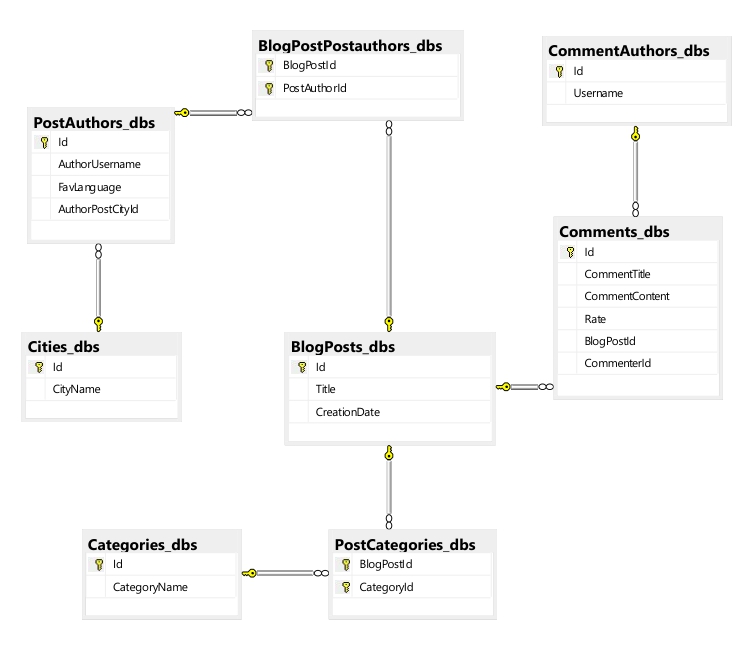 BlogPostPostauthors_dbs
BlogPostId
PostAuthorId
CommentAuthors_dbs
Id
Username
PostAuthors_dbs
Id
AuthorUsername
FavLanguage
AuthorPostCityId
Comments_dbs
Id
CommentTitle
CommentContent
Rate
BlogPostId
CommenterId
Cities_dbs
Id
CityName
BlogPosts_dbs
Id
Title
CreationDate
Categories_dbs
Id
CategoryName
PostCategories_dbs
BlogPostId
CategoryId